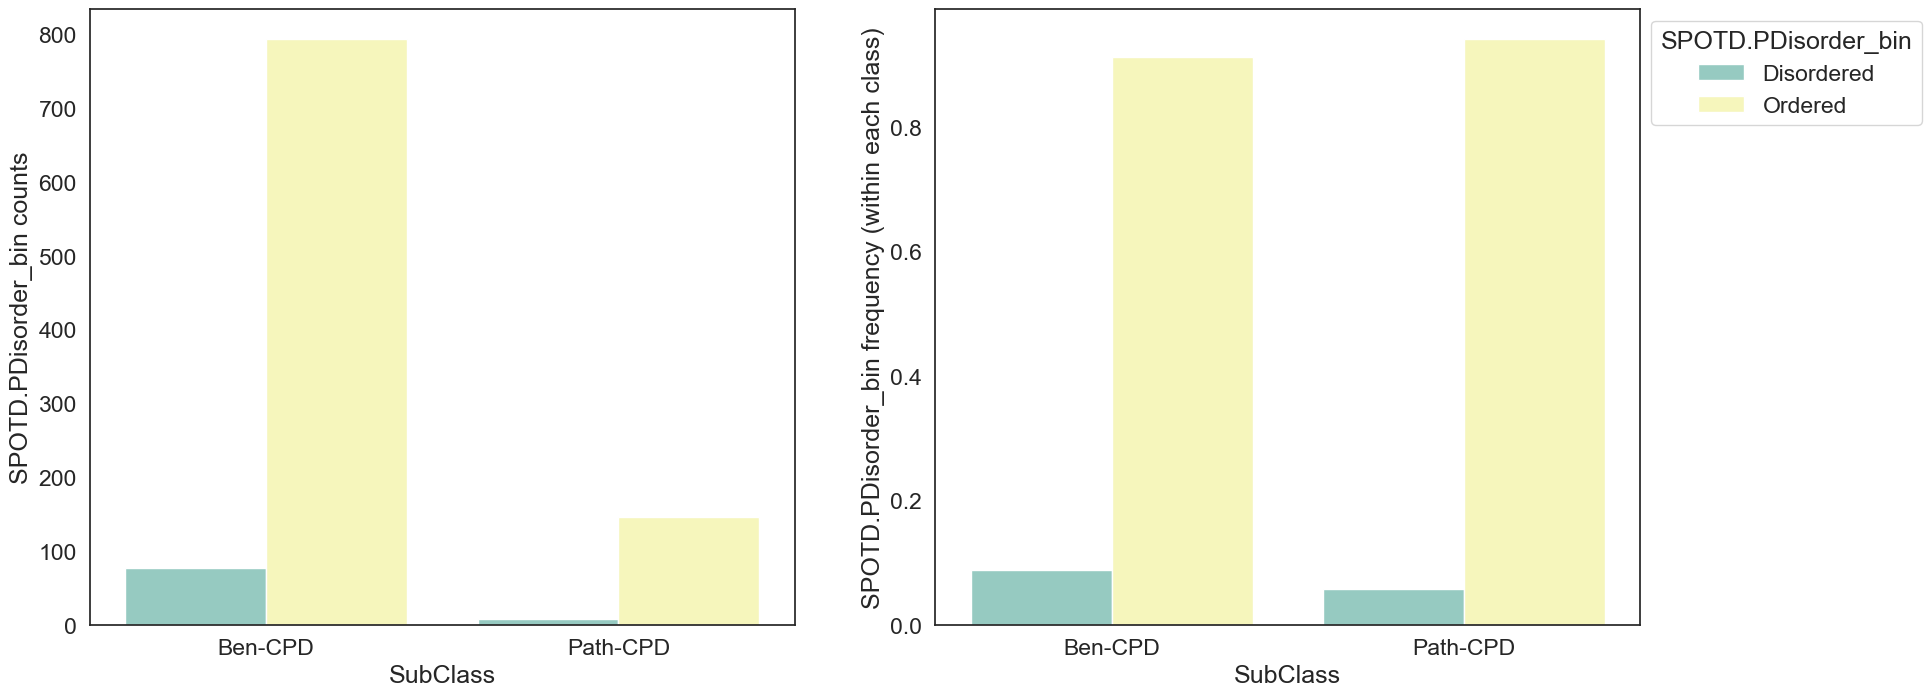 SPOTD.PDisorder_bin counts
800
700
600
500
400
300
200
100
0
Ben-CPD
Path-CPD
SubClass
SPOTD.PDisorder_bin frequency (within each class)
0.8
0.6
0.4
0.2
0.0
Ben-CPD
Path-CPD
SubClass
SPOTD.PDisorder_bin
Disordered
Ordered